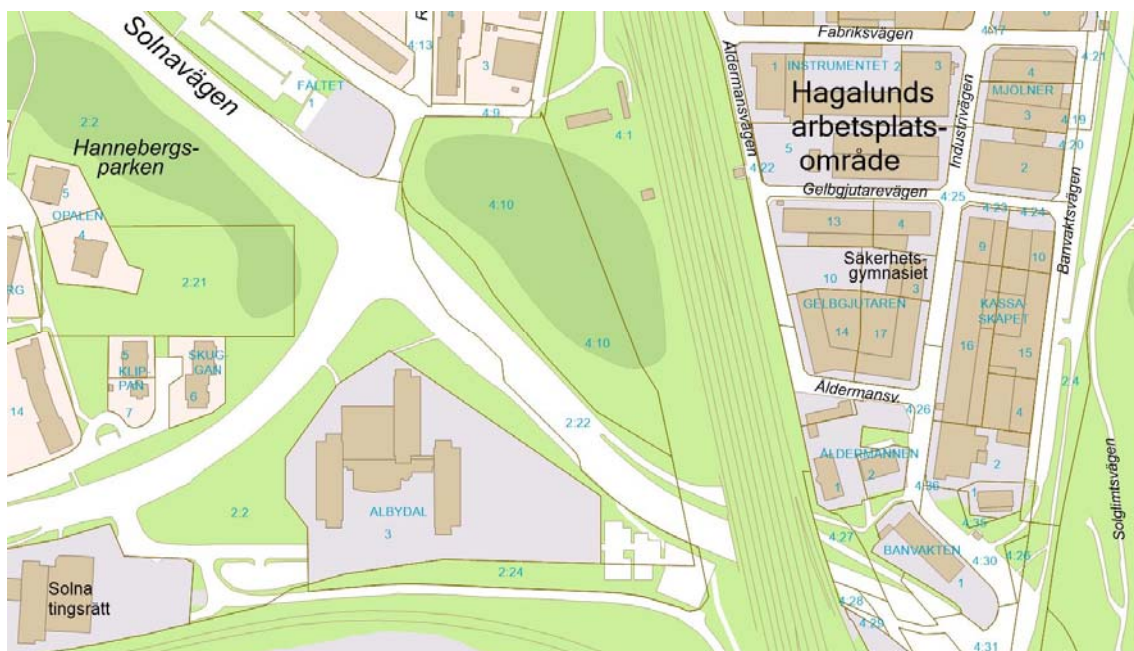 Solnavägen
Hannebergs-
parken
2:2
5
OPALEN
4
2:21
RG
14
5
KLIP-
PAN
7
SKUG-
GAN
6
2:2
Solna
tingsrätt
FÄLTET
1
4:13
4
3
4:9
4:1
4:10
4:10
2:22
ALBYDAL
3
2:24
Fabriksvägen
Åldermansvägen
1
INSTRUMENTET
2
3
Hagalunds
arbetsplats-
område
5
4:22
Gelbgjutarevägen
Industrivägen
4:17
4:21
4
MJÖLNER
3
4:19
4:20
2
Banvaktsvägen
4:25
4:23
4:24
13
4
Säkerhets-
gymnasiet
10
3
GELBGJUTAREN
14
17
9
10
KASSA
SKÅPET
16
15
4
2:4
Åldermansv.
4:26
ÅLDERMANNEN
1
2
2
4:36
1
4:35
Solglimtsvägen
4:27
BANVAKTEN
1
4:30
4:26
4:28
4:29
4:31